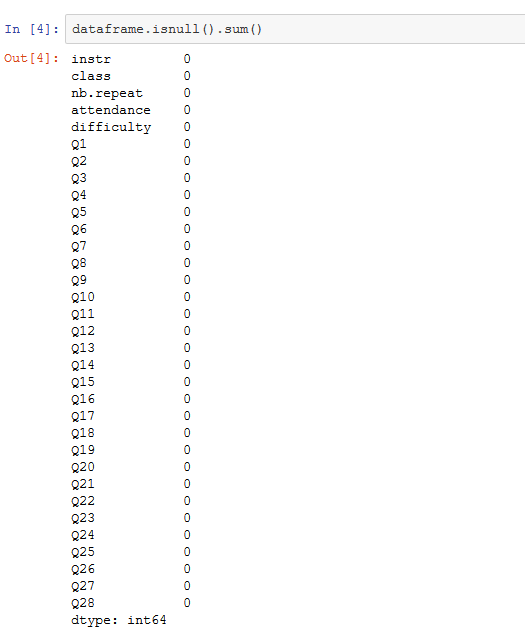 In [4]: dataframe.isnull().sum()
Out[4]: instr 0
class 0
nb.repeat 0
attendance 0
difficulty 0
Q1 0
Q2 0
Q3 0
Q4 0
Q5 0
Q6 0
Q7 0
Q8 0
Q9 0
Q10 0
Q11 0
Q12 0
Q13 0
Q14 0
Q15 0
Q16 0
Q17 0
Q18 0
Q19 0
Q20 0
Q21 0
Q22 0
Q23 0
Q24 0
Q25 0
Q26 0
Q27 0
Q28 0
dtype: int64